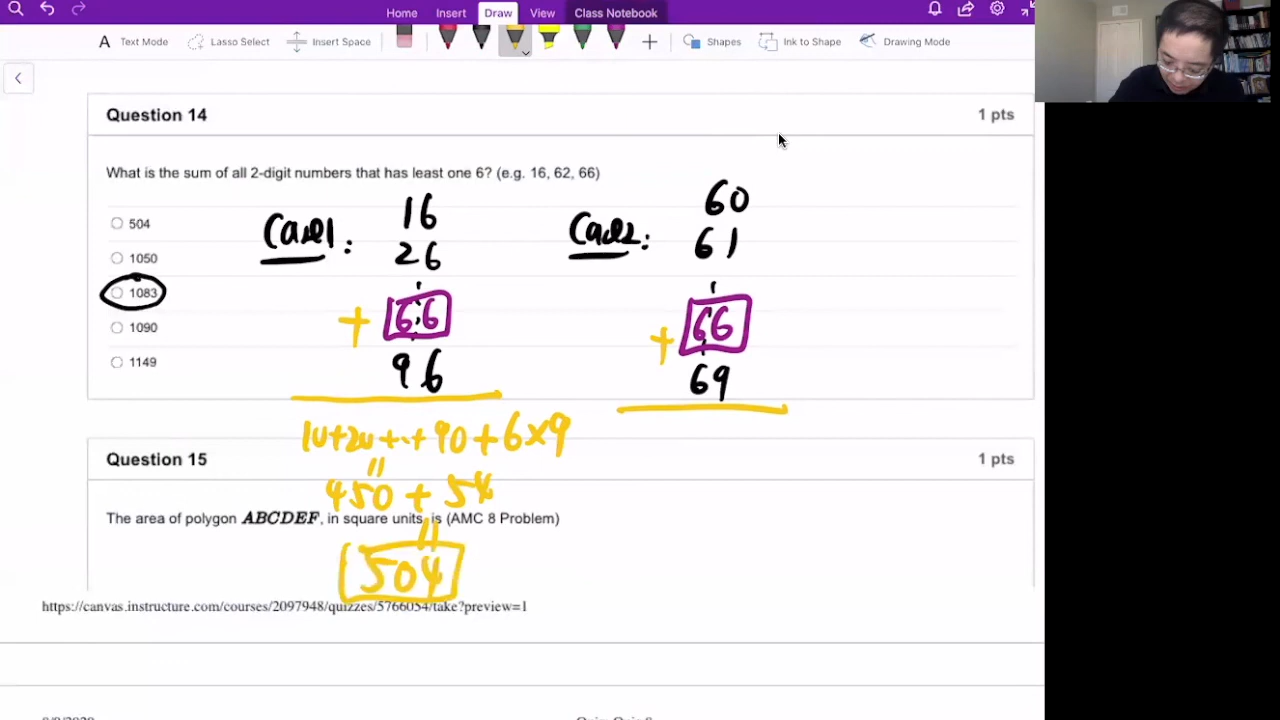 Home Insert Draw View Class Notebook
Text Mode Lasso Select Insert Space Shapes Ink to Shape Drawing Mode
Question 14 1 pts
What is the sum of all 2-digit numbers that has least one 6? (e.g. 16, 62, 66)
504
1050
1083
1090
1149
Case1:
16
26
66
+
96
10+20+..+90+6×9
450 + 54
504
Case2:
60
61
66
+
69
Question 15 1 pts
The area of polygon ABCDEF, in square units, is (AMC 8 Problem)
https://canvas.instructure.com/courses/2097948/quizzes/5766054/take?preview=1